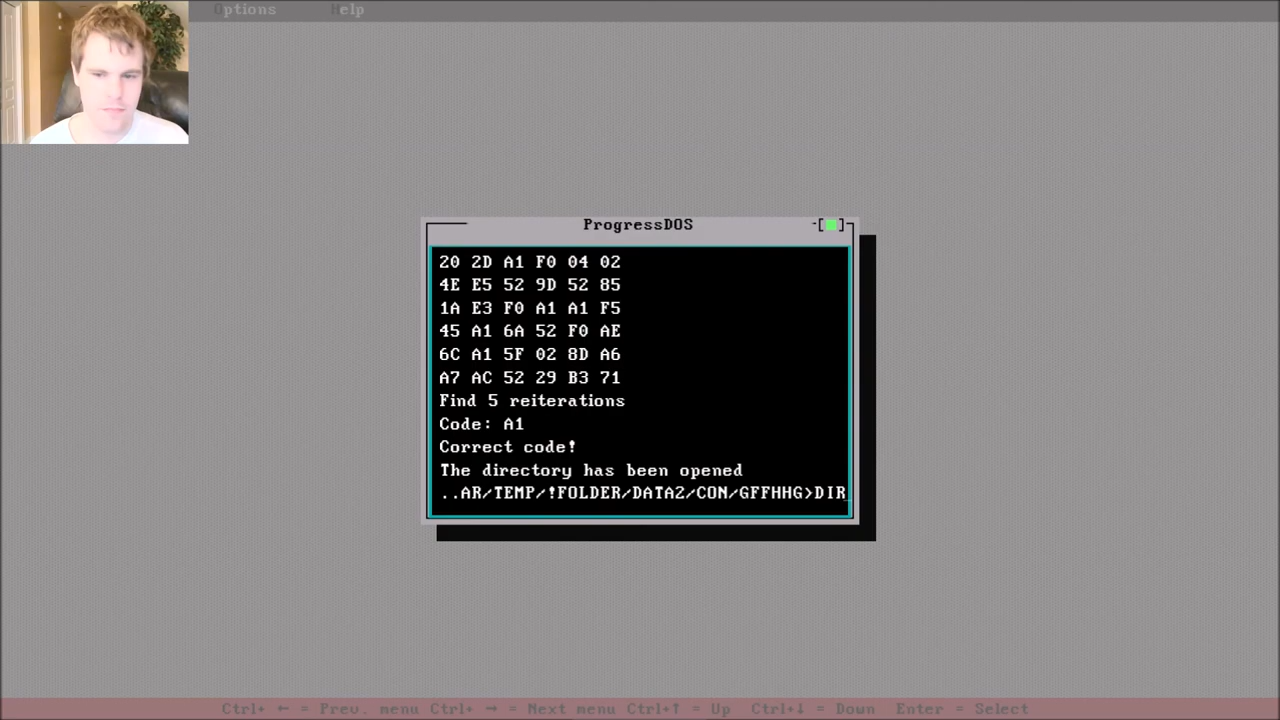 Options Help
ProgressDOS
-[■]
20 2D A1 F0 04 02
4E E5 52 9D 52 85
1A E3 F0 A1 A1 F5
45 A1 6A 52 F0 AE
6C A1 5F 02 8D A6
A7 AC 52 29 B3 71
Find 5 reiterations
Code: A1
Correct code!
The directory has been opened
..AR/TEMP/!FOLDER/DATA2/CON/GFFHHG>DIR_
Ctrl+ ← = Prev. menu Ctrl+ → = Next menu Ctrl+↑ = Up Ctrl+↓ = Down Enter = Select